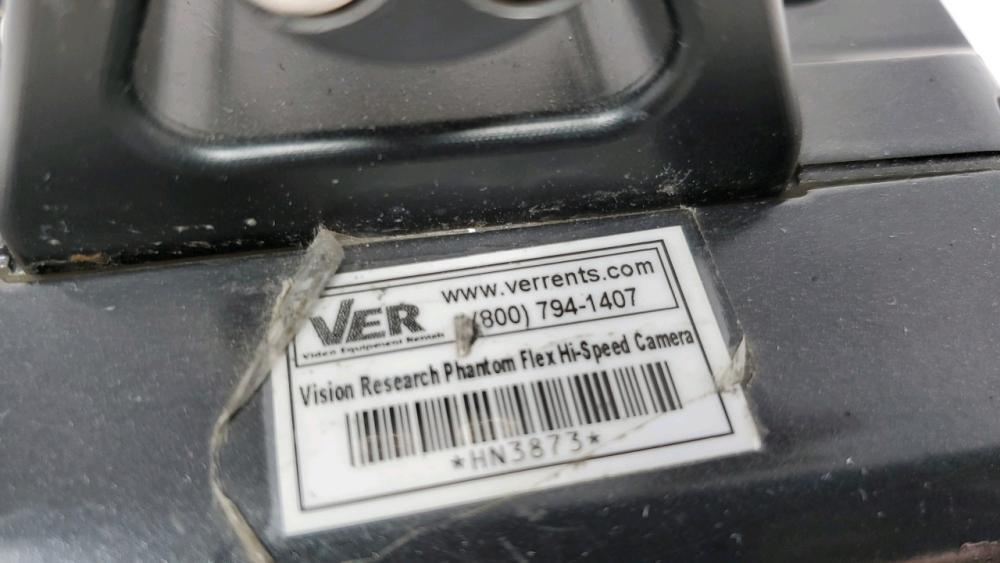 VER
Video Equipment Rentals
www.verrents.com
(800) 794-1407
Vision Research Phantom Flex Hi-Speed Camera
*HN3873*